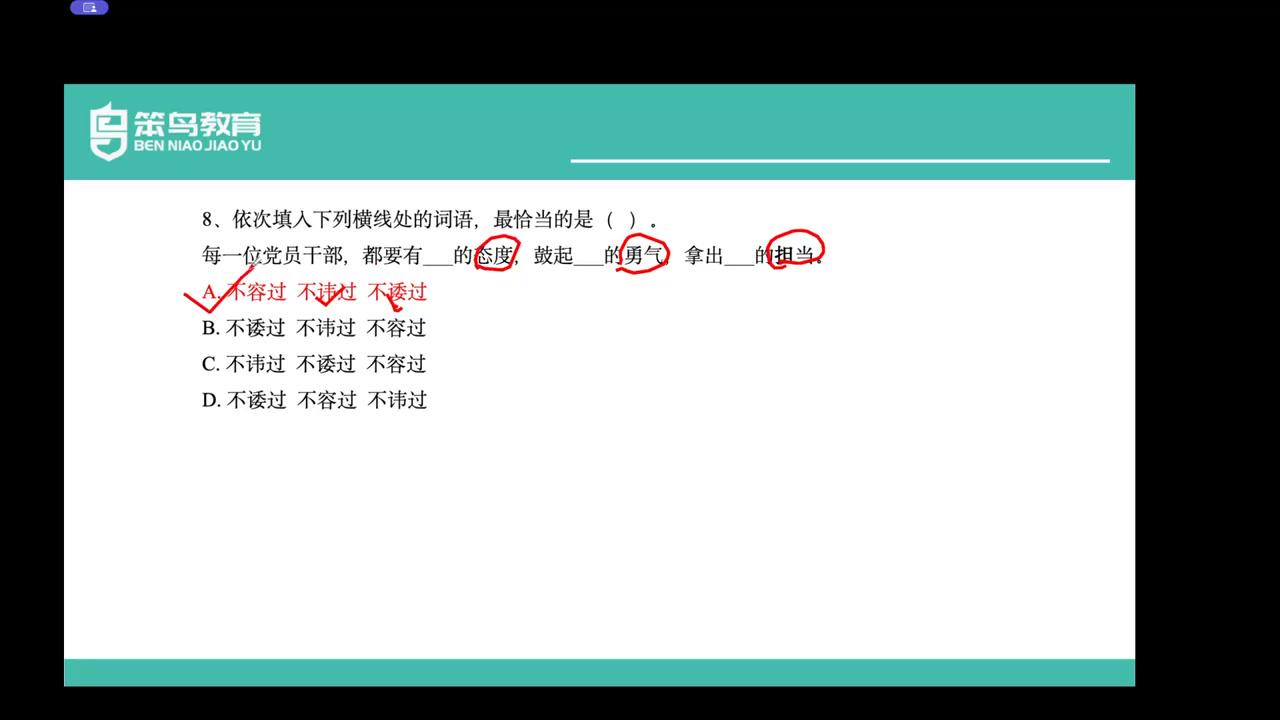 笨鸟教育
BEN NIAO JIAO YU
8、依次填入下列横线处的词语，最恰当的是（ ）。
每一位党员干部，都要有___的态度，鼓起___的勇气，拿出___的担当。
A. 不容过 不讳过 不诿过
B. 不诿过 不讳过 不容过
C. 不讳过 不诿过 不容过
D. 不诿过 不容过 不讳过